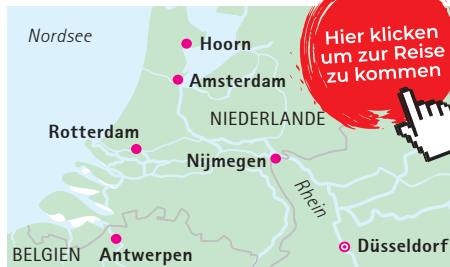 Nordsee
Hoorn
Hier klicken
um zur Reise
zu kommen
Amsterdam
NIEDERLANDE
Rotterdam
Nijmegen
Rhein
Düsseldorf
BELGIEN
Antwerpen